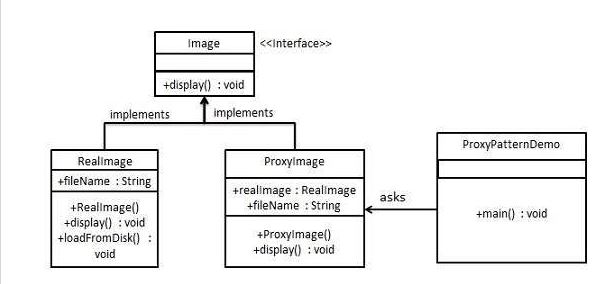 Image
<<Interface>>
+display() : void
implements
implements
RealImage
+fileName : String
+RealImage()
+display() : void
+loadFromDisk() :
void
ProxyImage
+realImage : RealImage
+fileName : String
+ProxyImage()
+display() : void
asks
ProxyPatternDemo
+main() : void